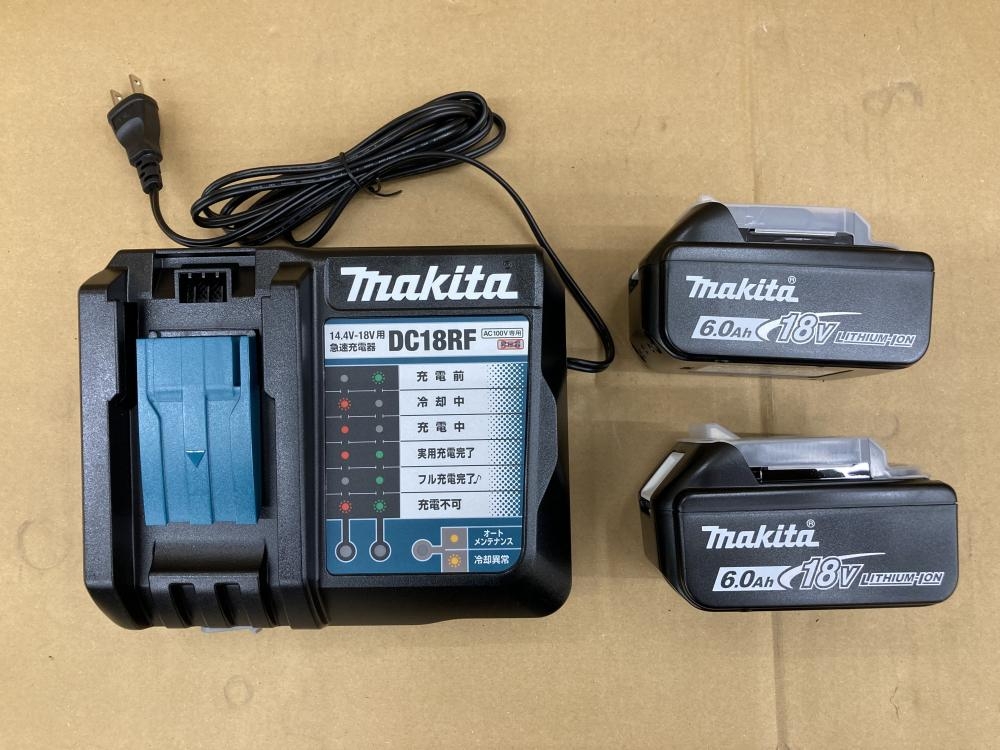 makita®
14.4V-18V用
急速充電器
DC18RF
AC100V専用
充電前
冷却中
充電中
実用充電完了
フル充電完了♪
充電不可
オート
メンテナンス
冷却異常
makita®
6.0Ah 18V LITHIUM-ION
makita®
6.0Ah 18V LITHIUM-ION